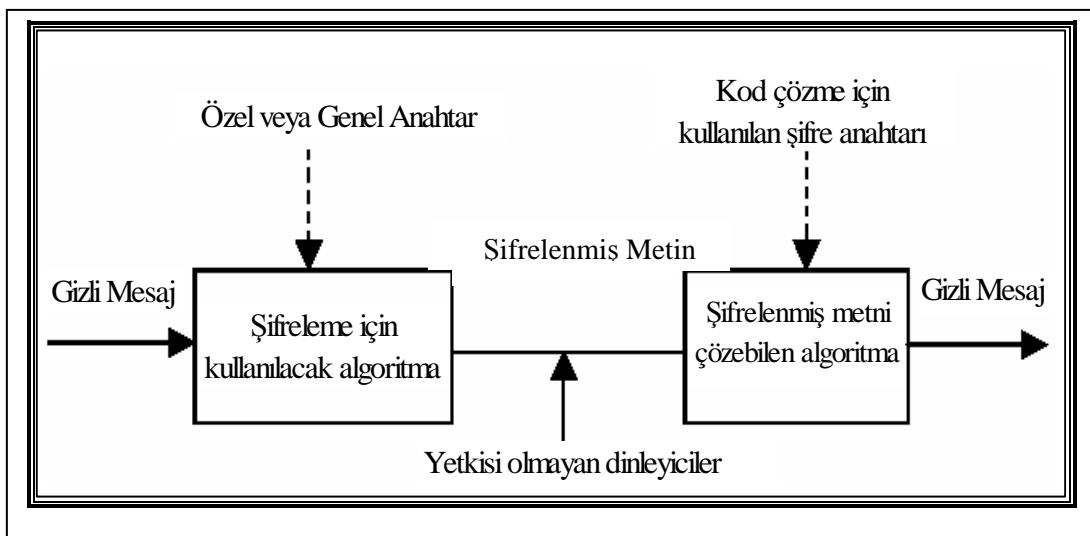 Özel veya Genel Anahtar
Kod çözme için
kullanılan şifre anahtarı
Şifrelenmiş Metin
Gizli Mesaj
Şifreleme için
kullanılacak algoritma
Şifrelenmiş metni
çözebilen algoritma
Gizli Mesaj
Yetkisi olmayan dinleyiciler